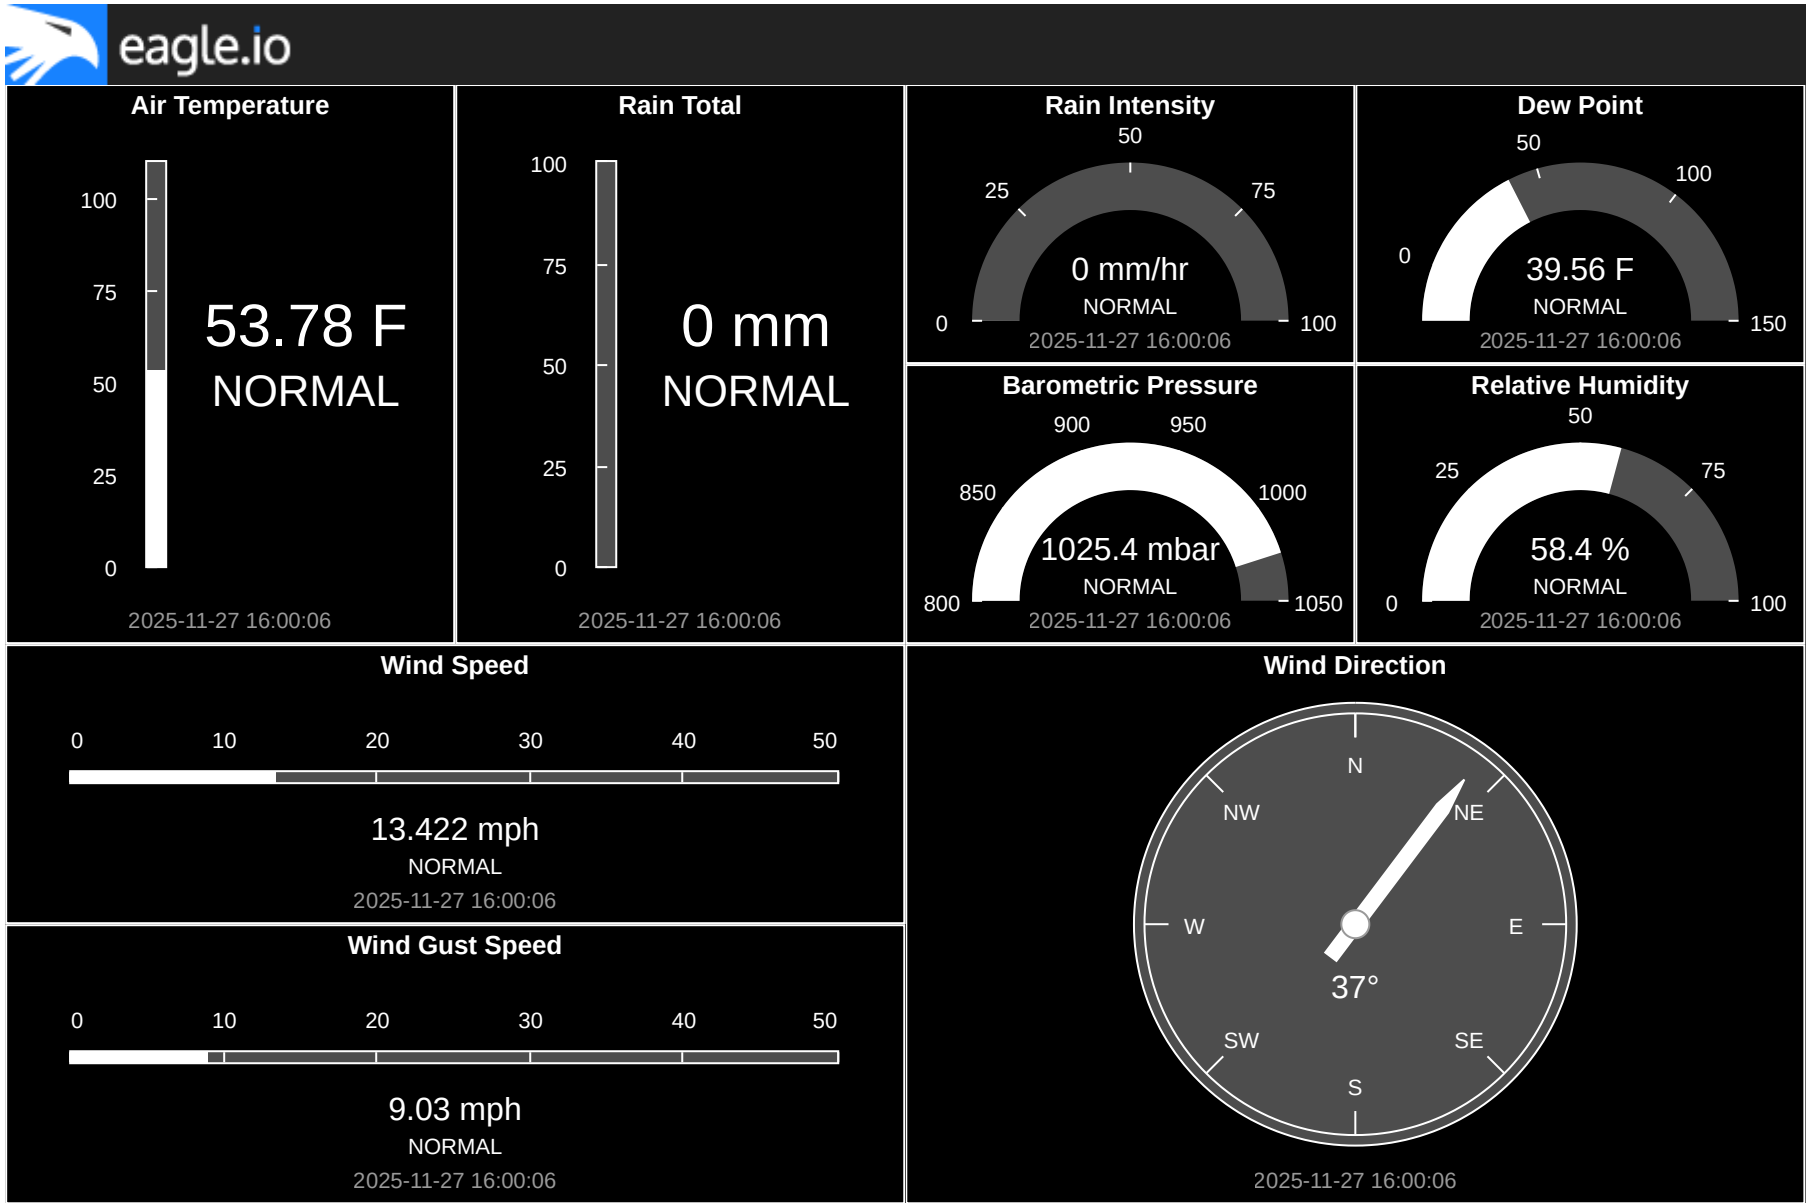 eagle.io
Air Temperature
100
75
50
25
0
53.78 F
NORMAL
2025-11-27 16:00:06
Rain Total
100
75
50
25
0
0 mm
NORMAL
2025-11-27 16:00:06
Rain Intensity
50
25
75
0
100
0 mm/hr
NORMAL
2025-11-27 16:00:06
Dew Point
50
100
0
150
39.56 F
NORMAL
2025-11-27 16:00:06
Barometric Pressure
900 950
850 1000
800 1050
1025.4 mbar
NORMAL
2025-11-27 16:00:06
Relative Humidity
50
25 75
0 100
58.4 %
NORMAL
2025-11-27 16:00:06
Wind Speed
0 10 20 30 40 50
13.422 mph
NORMAL
2025-11-27 16:00:06
Wind Gust Speed
0 10 20 30 40 50
9.03 mph
NORMAL
2025-11-27 16:00:06
Wind Direction
N
NW NE
W E
37°
SW SE
S
2025-11-27 16:00:06